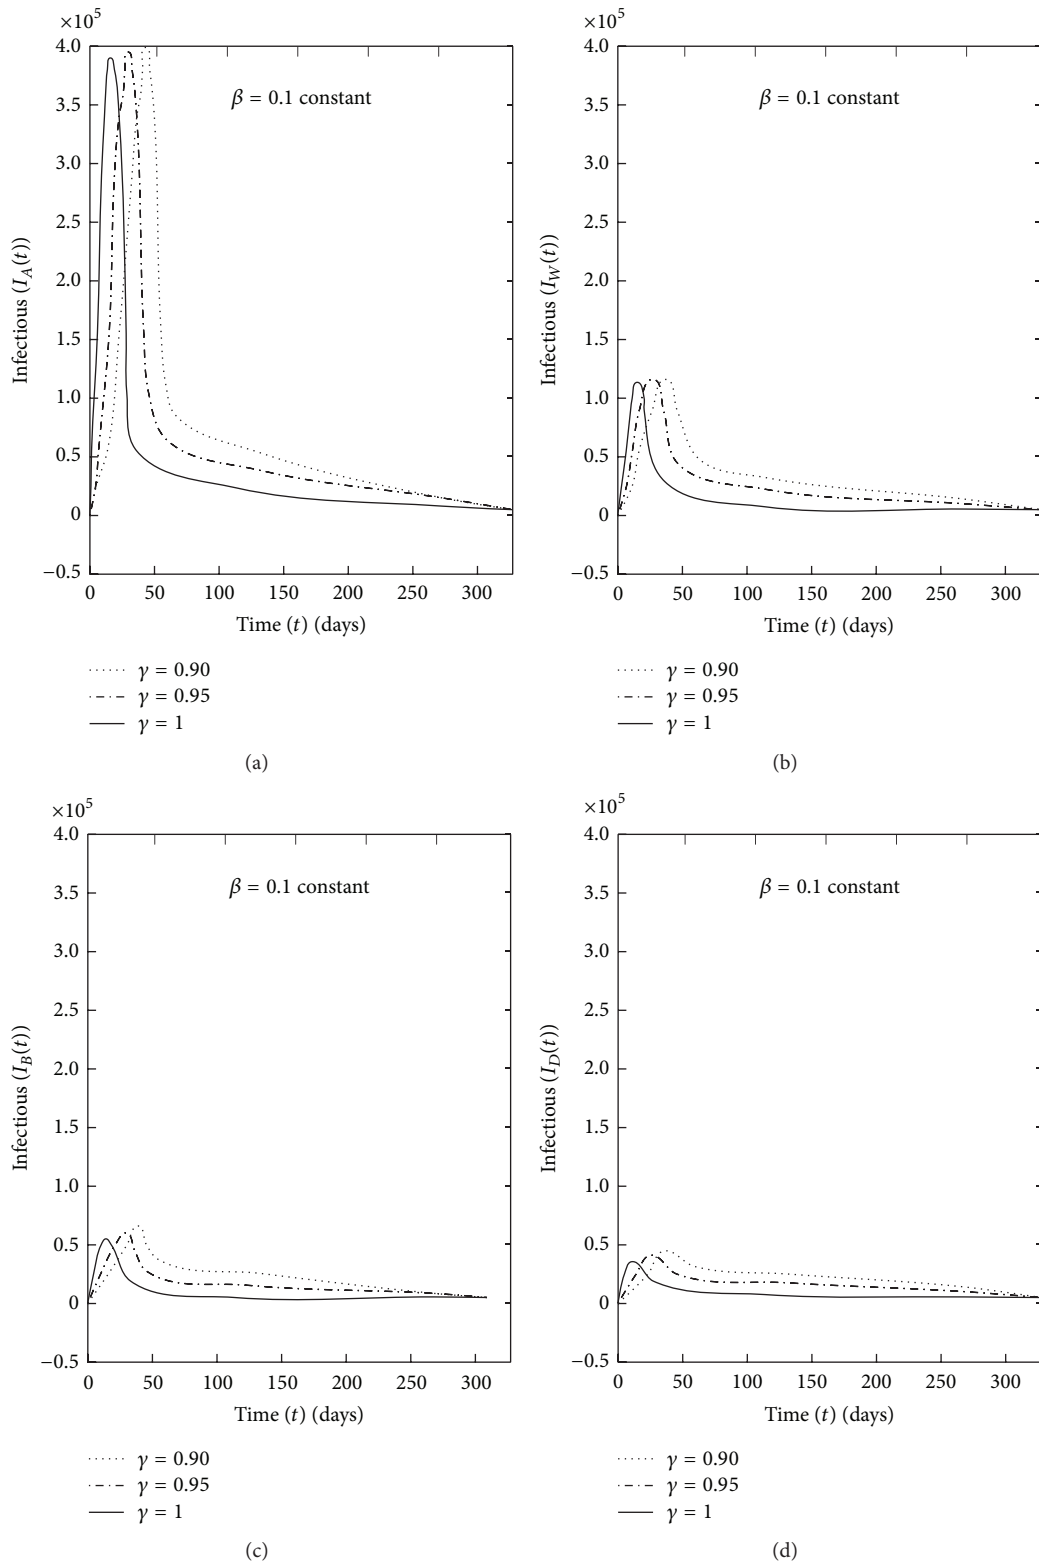 ×10⁵
4.0
3.5
3.0
2.5
2.0
1.5
1.0
0.5
0
−0.5
0 50 100 150 200 250 300
Infectious (I_A(t))
Time (t) (days)
β = 0.1 constant
γ = 0.90
γ = 0.95
γ = 1
(a)
×10⁵
4.0
3.5
3.0
2.5
2.0
1.5
1.0
0.5
0
−0.5
0 50 100 150 200 250 300
Infectious (I_W(t))
Time (t) (days)
β = 0.1 constant
γ = 0.90
γ = 0.95
γ = 1
(b)
×10⁵
4.0
3.5
3.0
2.5
2.0
1.5
1.0
0.5
0
−0.5
0 50 100 150 200 250 300
Infectious (I_B(t))
Time (t) (days)
β = 0.1 constant
γ = 0.90
γ = 0.95
γ = 1
(c)
×10⁵
4.0
3.5
3.0
2.5
2.0
1.5
1.0
0.5
0
−0.5
0 50 100 150 200 250 300
Infectious (I_D(t))
Time (t) (days)
β = 0.1 constant
γ = 0.90
γ = 0.95
γ = 1
(d)